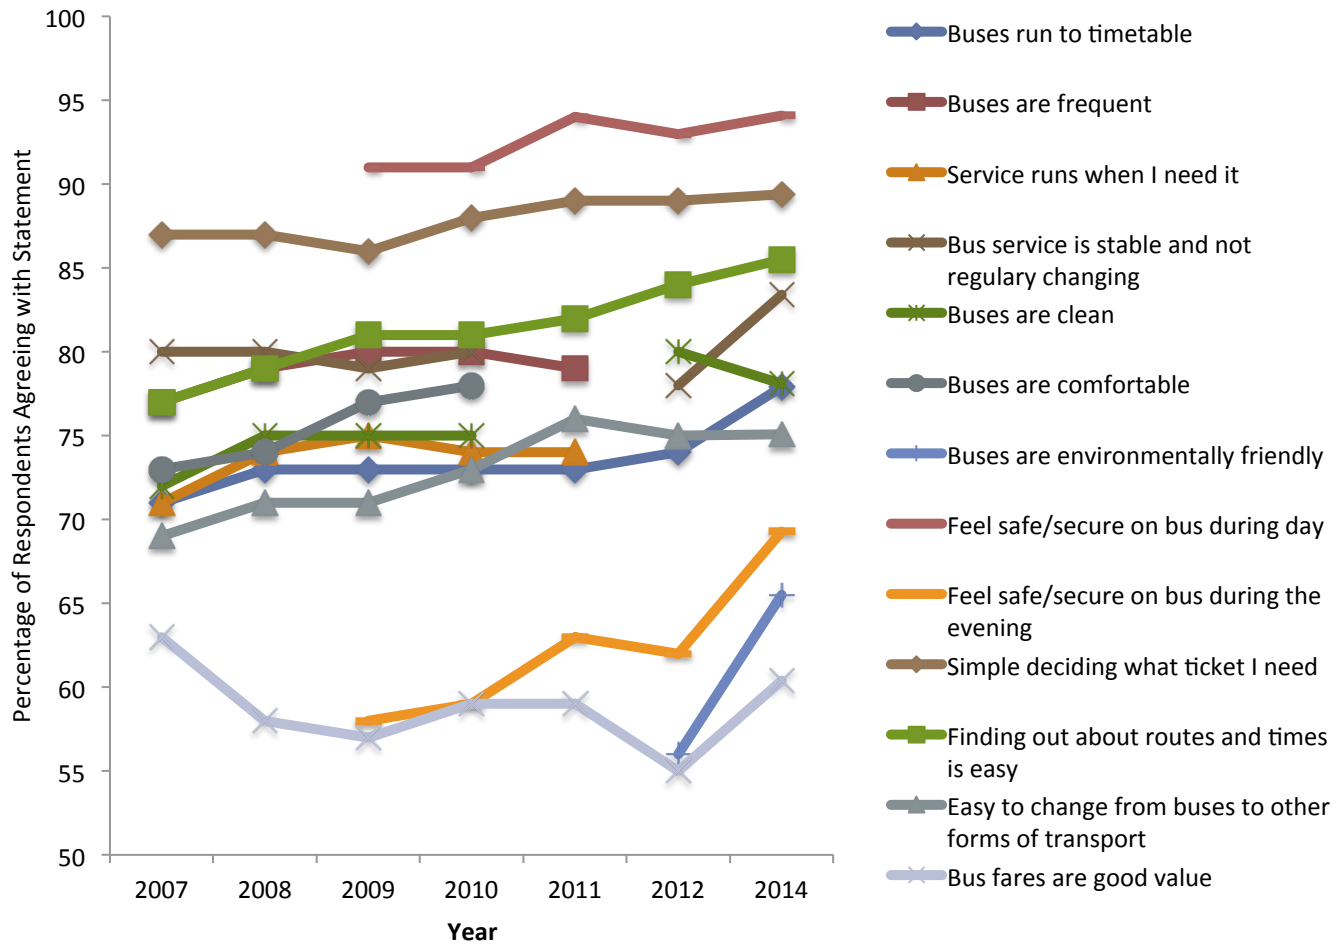 100
95
90
85
80
75
70
65
60
55
50
Percentage of Respondents Agreeing with Statement
2007
2008
2009
2010
2011
2012
2014
Year
Buses run to timetable
Buses are frequent
Service runs when I need it
Bus service is stable and not
regulary changing
Buses are clean
Buses are comfortable
Buses are environmentally friendly
Feel safe/secure on bus during day
Feel safe/secure on bus during the
evening
Simple deciding what ticket I need
Finding out about routes and times
is easy
Easy to change from buses to other
forms of transport
Bus fares are good value